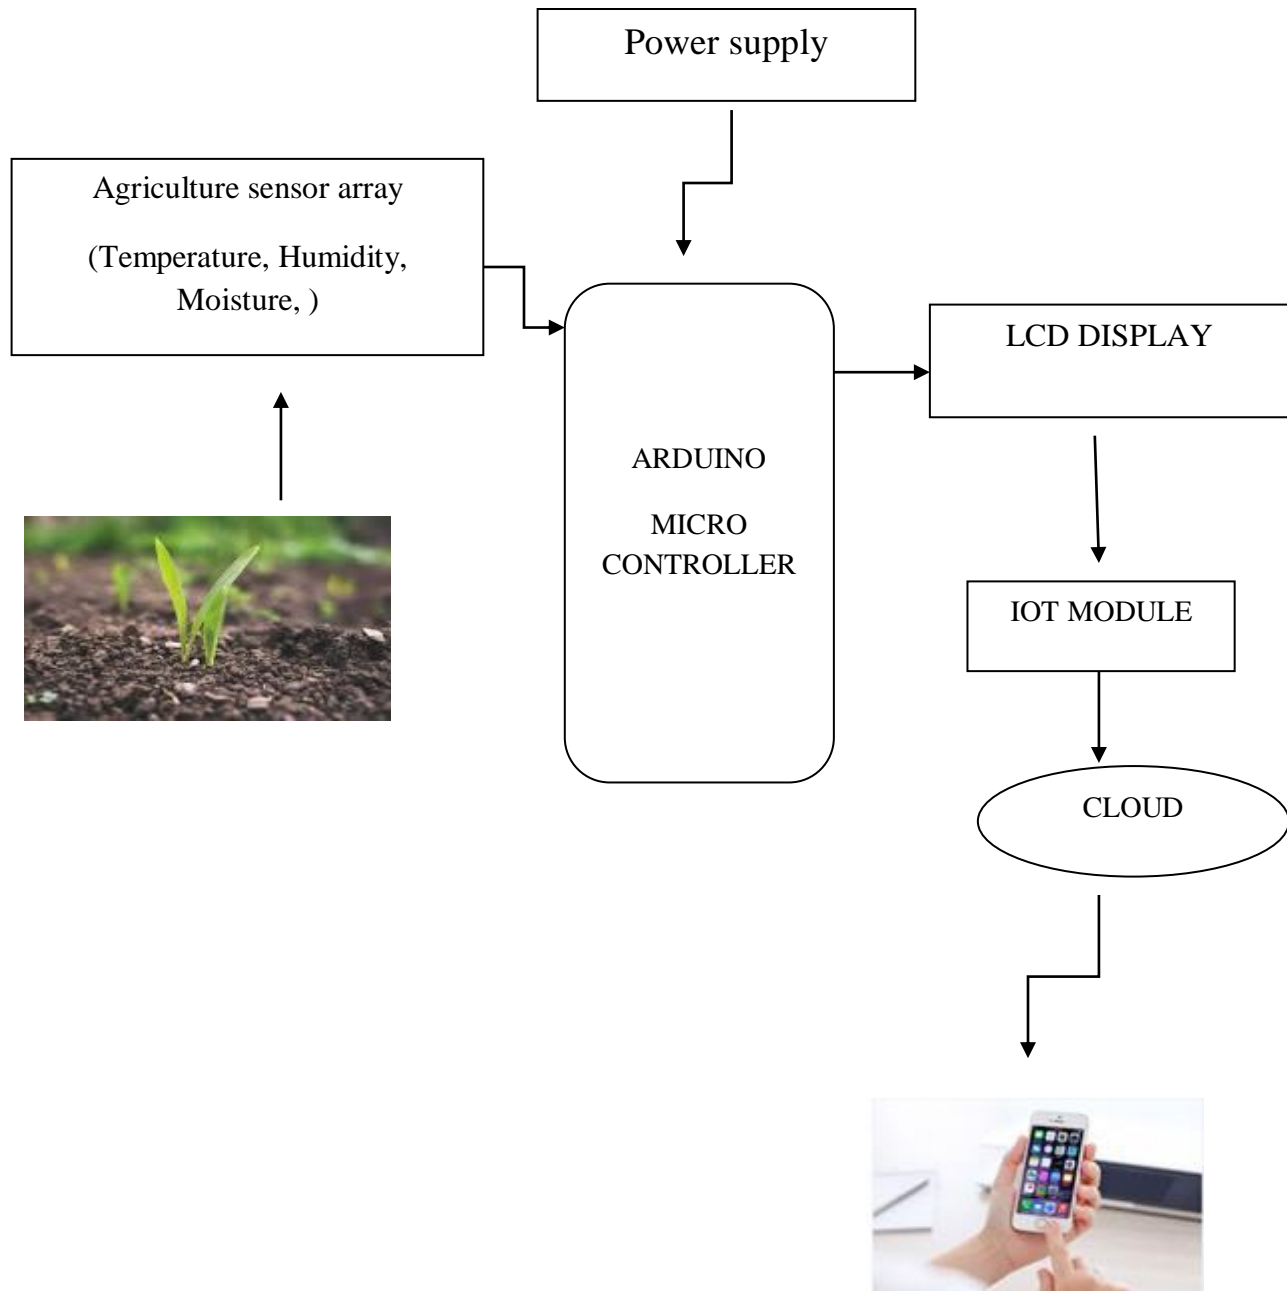 Power supply
Agriculture sensor array
(Temperature, Humidity,
Moisture, )
LCD DISPLAY
ARDUINO
MICRO
CONTROLLER
IOT MODULE
CLOUD